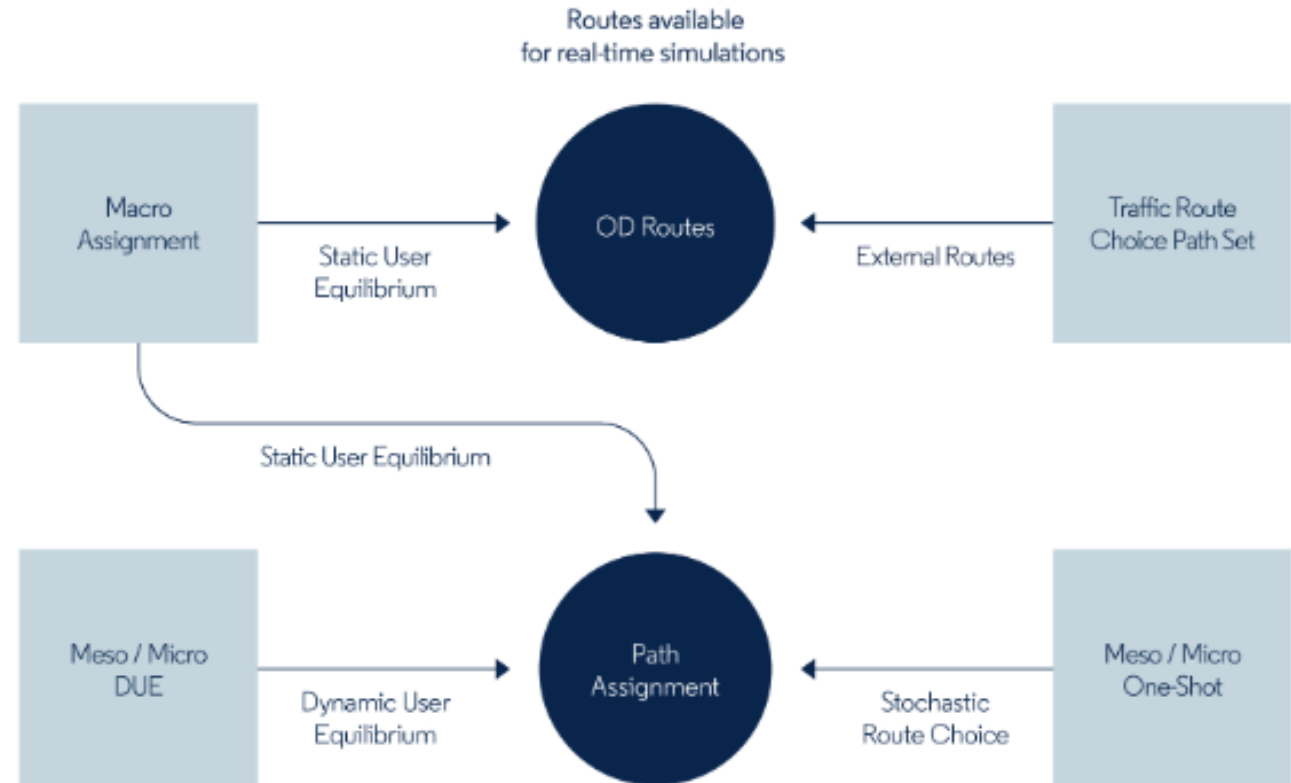 Routes available
for real-time simulations
Macro
Assignment
Static User
Equilibrium
OD Routes
External Routes
Traffic Route
Choice Path Set
Static User Equilibrium
Meso / Micro
DUE
Dynamic User
Equilibrium
Path
Assignment
Stochastic
Route Choice
Meso / Micro
One-Shot